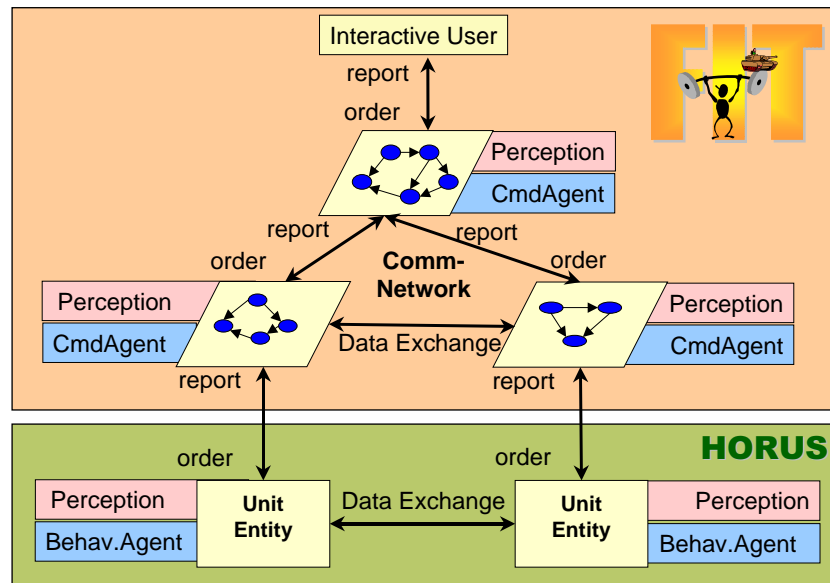 Interactive User
FIT
report
order
Perception
CmdAgent
report
report
order
Comm-
Network
order
Perception
CmdAgent
Perception
CmdAgent
Data Exchange
report
report
HORUS
order
order
Perception
Behav.Agent
Unit
Entity
Data Exchange
Unit
Entity
Perception
Behav.Agent